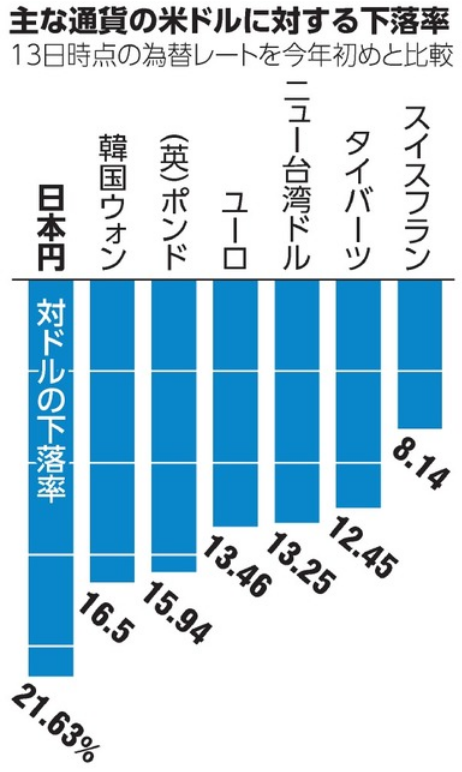 主な通貨の米ドルに対する下落率
13日時点の為替レートを今年初めと比較
日本円
韓国ウォン
(英)ポンド
ユーロ
ニュー台湾ドル
タイバーツ
スイスフラン
対ドルの下落率
21.63%
16.5
15.94
13.46
13.25
12.45
8.14